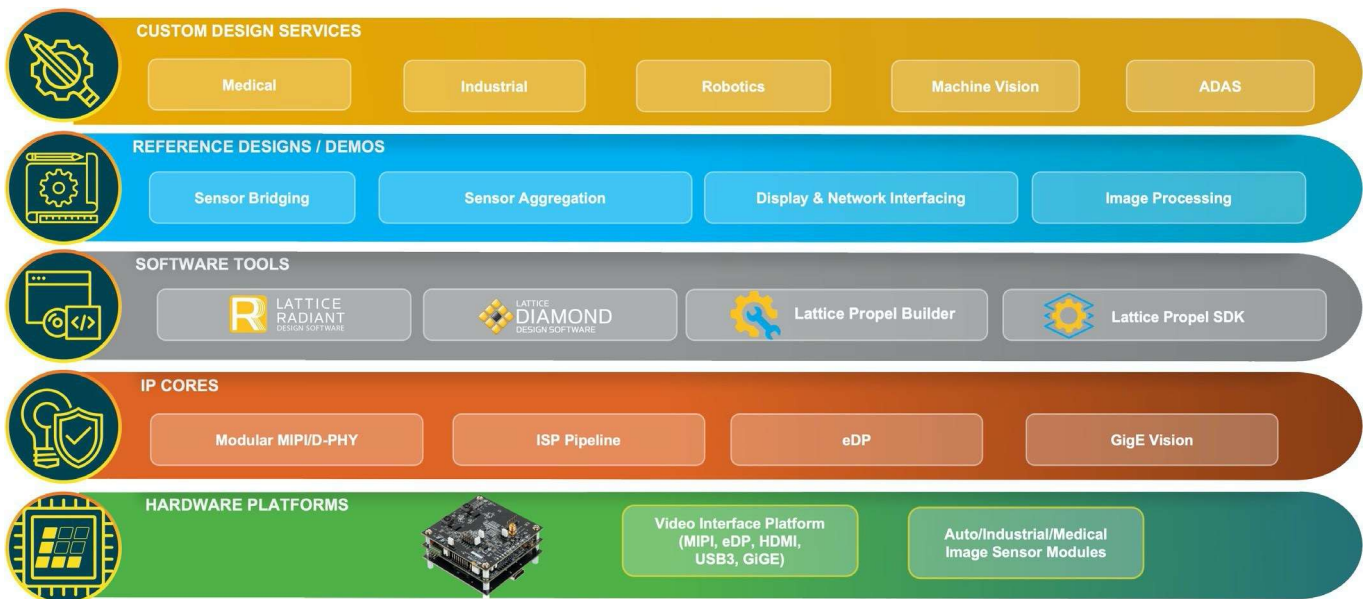 CUSTOM DESIGN SERVICES
Medical
Industrial
Robotics
Machine Vision
ADAS
REFERENCE DESIGNS / DEMOS
Sensor Bridging
Sensor Aggregation
Display & Network Interfacing
Image Processing
SOFTWARE TOOLS
LATTICE
RADIANT
DESIGN SOFTWARE
LATTICE
DIAMOND
DESIGN SOFTWARE
Lattice Propel Builder
Lattice Propel SDK
IP CORES
Modular MIPI/D-PHY
ISP Pipeline
eDP
GigE Vision
HARDWARE PLATFORMS
Video Interface Platform
(MIPI, eDP, HDMI,
USB3, GiGE)
Auto/Industrial/Medical
Image Sensor Modules